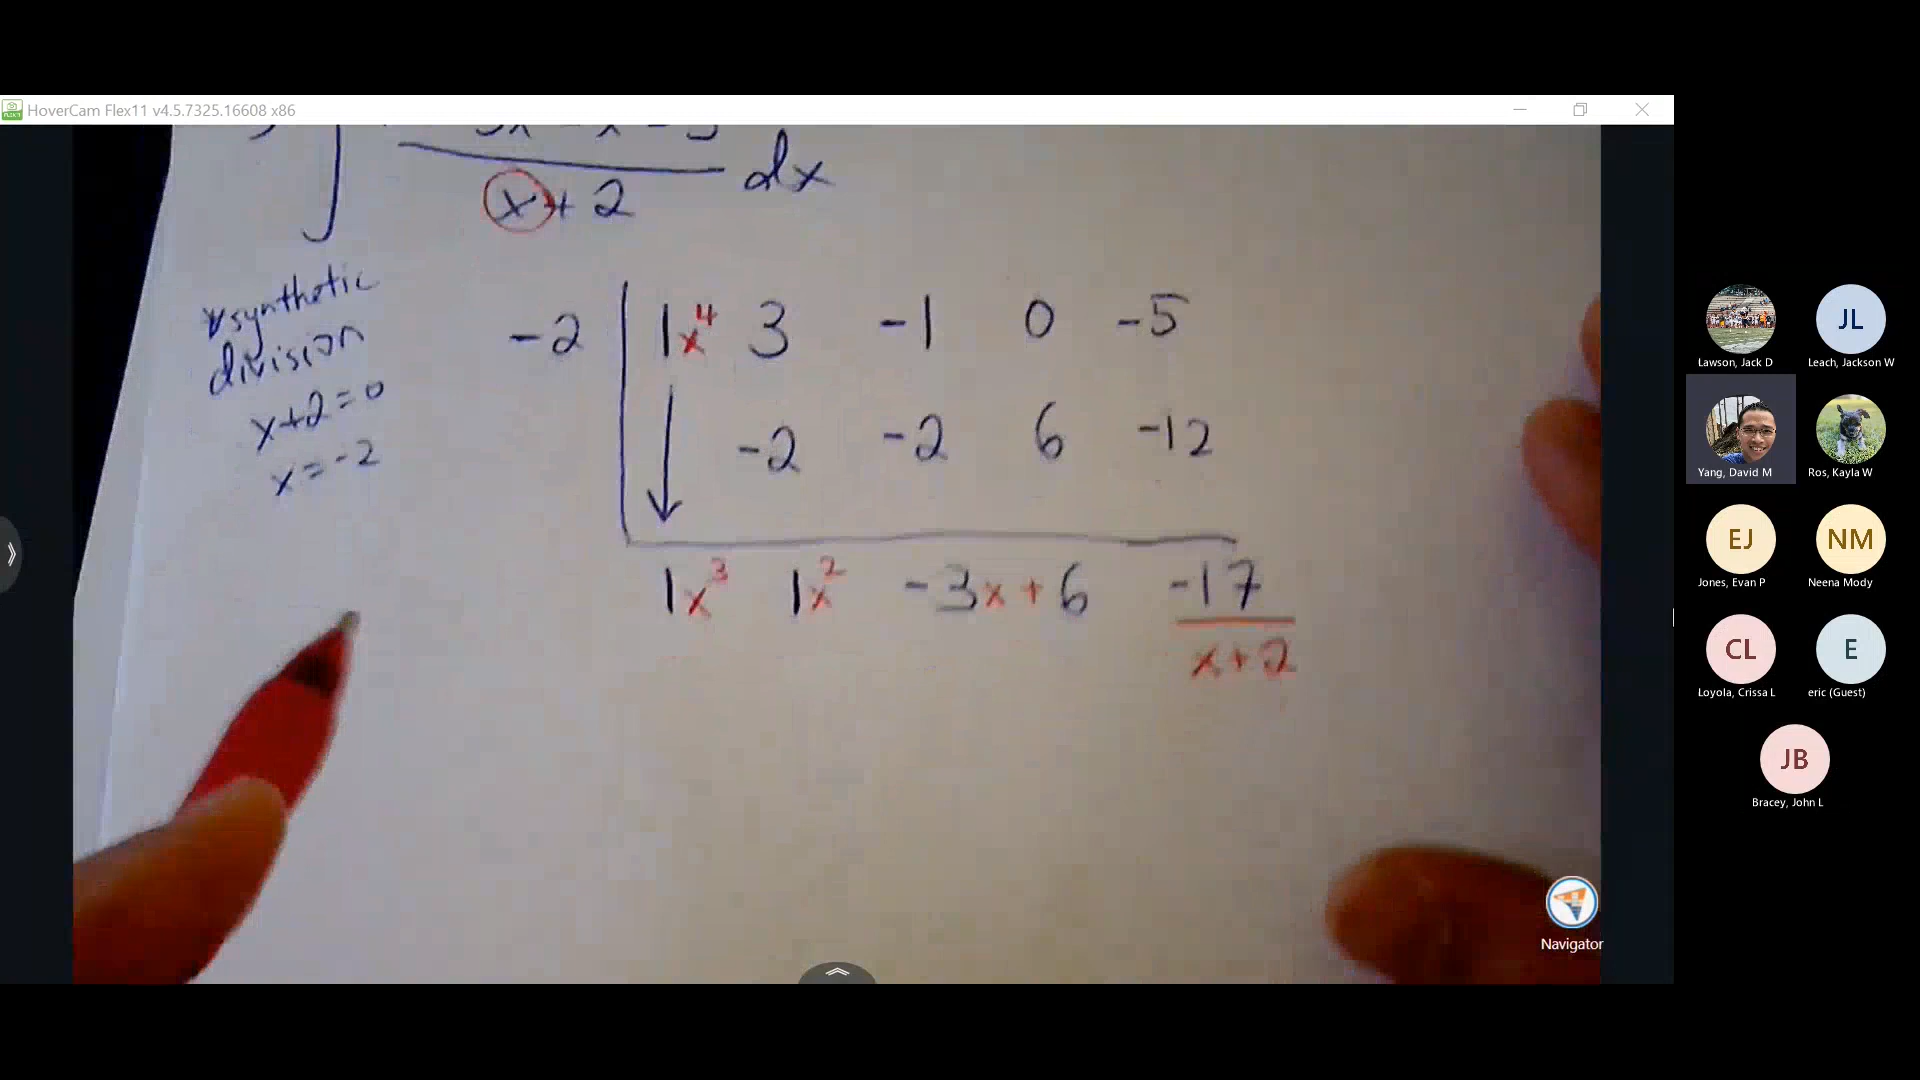 HoverCam Flex11 v4.5.7325.16608 x86
dx
x + 2
*synthetic
division
x+2=0
x=-2
-2 | 1x⁴ 3 -1 0 -5
-2 -2 6 -12
1x³ 1x² -3x + 6 -17
x+2
Navigator
JL
Lawson, Jack D
Leach, Jackson W
Yang, David M
Ros, Kayla W
EJ
NM
Jones, Evan P
Neena Mody
CL
E
Loyola, Crissa L
eric (Guest)
JB
Bracey, John L